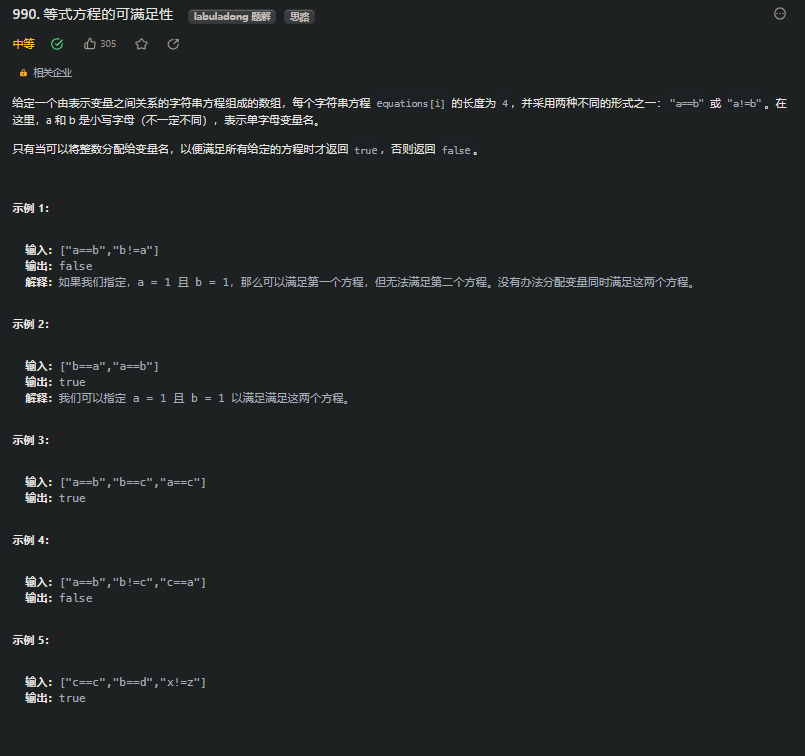 990. 等式方程的可满足性 labuladong 题解 思路
中等 305
相关企业
给定一个由表示变量之间关系的字符串方程组成的数组，每个字符串方程 equations[i] 的长度为 4，并采用两种不同的形式之一："a==b" 或 "a!=b"。在
这里，a 和 b 是小写字母（不一定不同），表示单字母变量名。
只有当可以将整数分配给变量名，以便满足所有给定的方程时才返回 true，否则返回 false。
示例 1：
输入：["a==b","b!=a"]
输出：false
解释：如果我们指定，a = 1 且 b = 1，那么可以满足第一个方程，但无法满足第二个方程。没有办法分配变量同时满足这两个方程。
示例 2：
输入：["b==a","a==b"]
输出：true
解释：我们可以指定 a = 1 且 b = 1 以满足满足这两个方程。
示例 3：
输入：["a==b","b==c","a==c"]
输出：true
示例 4：
输入：["a==b","b!=c","c==a"]
输出：false
示例 5：
输入：["c==c","b==d","x!=z"]
输出：true